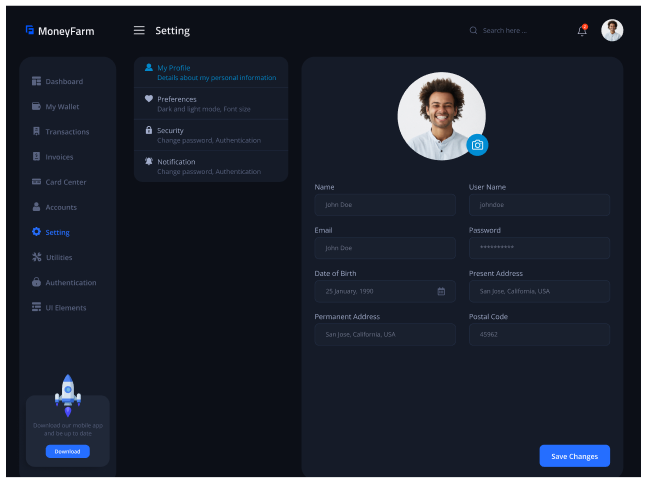 MoneyFarm
Setting
Search here ...
Dashboard
My Wallet
Transactions
Invoices
Card Center
Accounts
Setting
Utilities
Authentication
UI Elements
Download our mobile app
and be up to date
Download
My Profile
Details about my personal information
Preferences
Dark and light mode, Font size
Security
Change password, Authentication
Notification
Change password, Authentication
Name
User Name
John Doe
johndoe
Email
Password
John Doe
**********
Date of Birth
Present Address
25 January, 1990
San Jose, California, USA
Permanent Address
Postal Code
San Jose, California, USA
45962
Save Changes